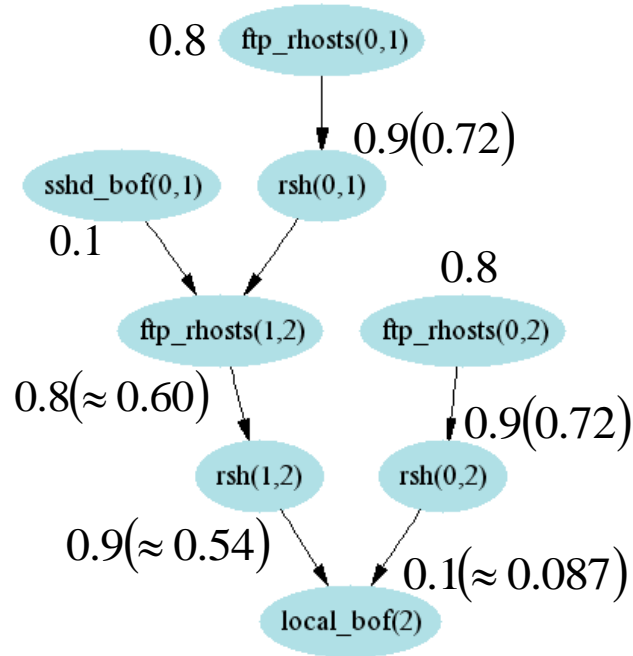 0.8
ftp_rhosts(0,1)
0.9(0.72)
sshd_bof(0,1)
rsh(0,1)
0.1
0.8
ftp_rhosts(1,2)
ftp_rhosts(0,2)
0.8(≈ 0.60)
0.9(0.72)
rsh(1,2)
rsh(0,2)
0.9(≈ 0.54)
0.1(≈ 0.087)
local_bof(2)